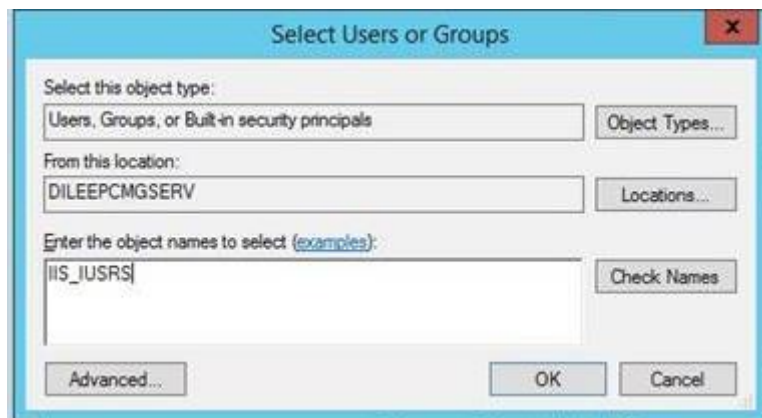 Select Users or Groups
x
Select this object type:
Users, Groups, or Built-in security principals
Object Types...
From this location:
DILEEPCMGSERV
Locations...
Enter the object names to select (examples):
IIS_IUSRS
Check Names
Advanced...
OK
Cancel